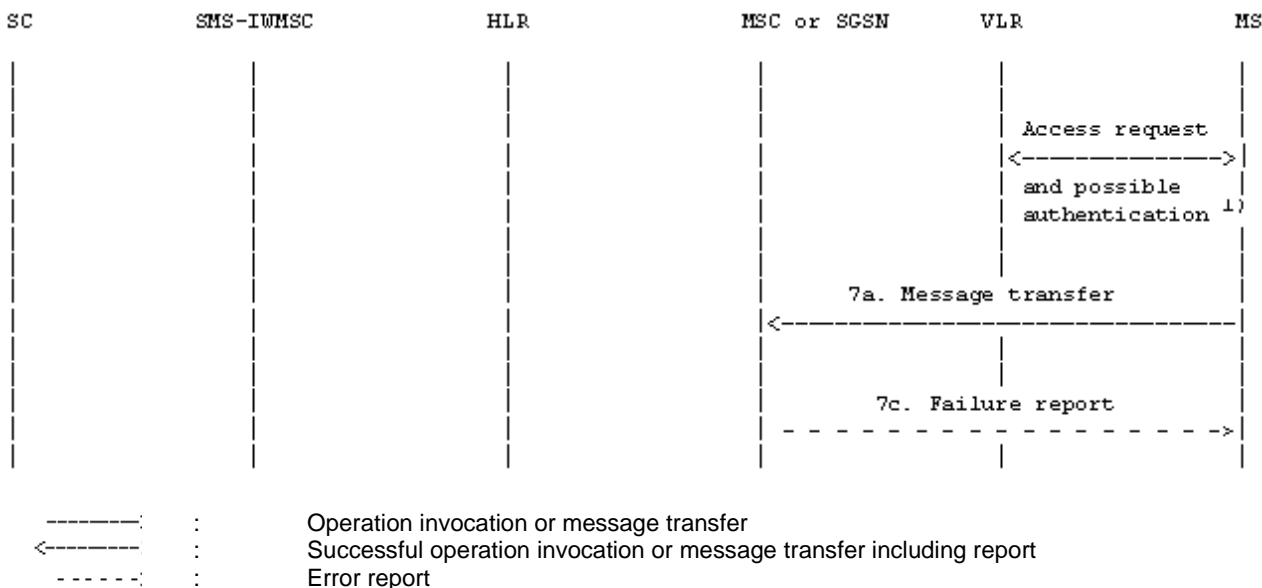 SC SMS-IWMSC HLR MSC or SGSN VLR MS
Access request
and possible
authentication 1)
7a. Message transfer
7c. Failure report
: Operation invocation or message transfer
: Successful operation invocation or message transfer including report
: Error report